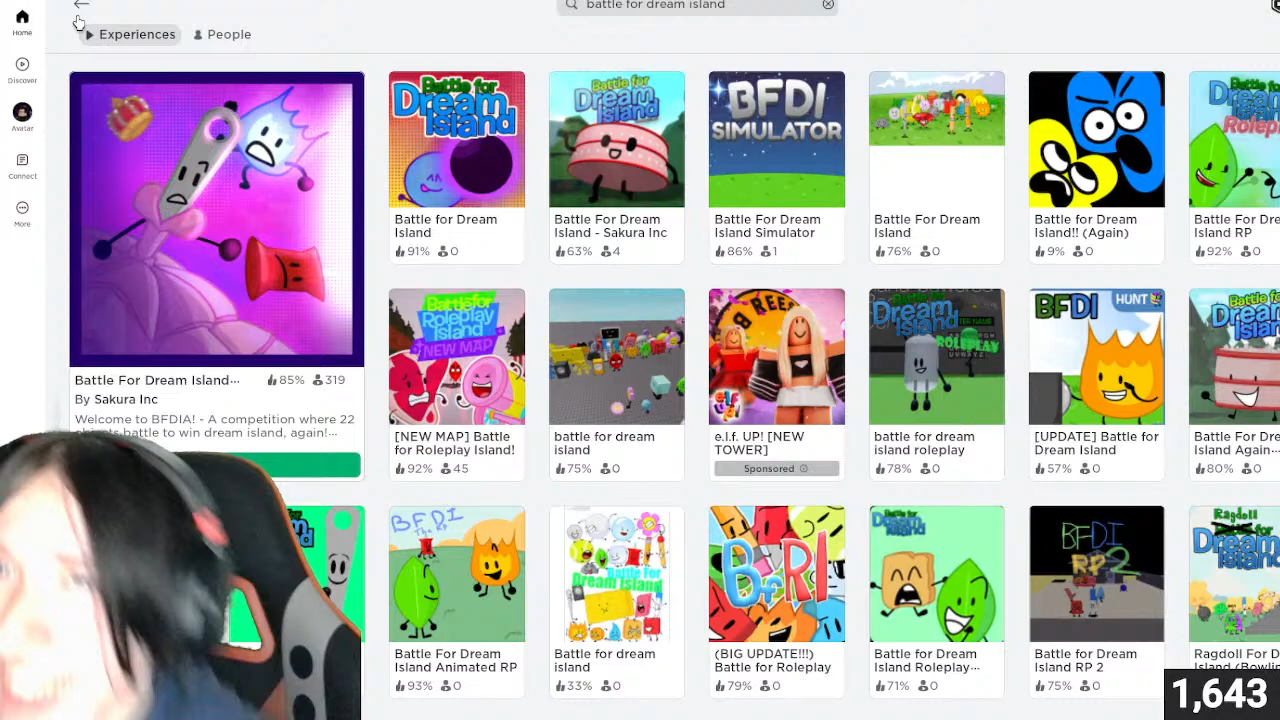 battle for dream island
Home
Experiences
People
Discover
Avatar
Connect
More
Battle For Dream Island...
85% 319
By Sakura Inc
Welcome to BFDIA! - A competition where 22
objects battle to win dream island, again!...
Battle for
Dream
Island
Battle for Dream
Island
91% 0
Battle for
Dream
Island
Battle For Dream
Island - Sakura Inc
63% 4
BFDI
SIMULATOR
Battle For Dream
Island Simulator
86% 1
Battle For Dream
Island
76% 0
Battle for Dream
Island!! (Again)
9% 0
Battle For Dre
Island RP
92% 0
Battle for
Roleplay
Island
NEW MAP
[NEW MAP] Battle
for Roleplay Island!
92% 45
battle for dream
island
75% 0
elf
UP!
e.l.f. UP! [NEW
TOWER]
Sponsored
Dream
Island
ROLEPLAY
battle for dream
island roleplay
78% 0
BFDI
HUNT
[UPDATE] Battle for
Dream Island
57% 0
Battle For Dre
Island Again...
80% 0
BFDI
Battle For Dream
Island Animated RP
93% 0
Battle For
Dream Island
Battle for dream
island
33% 0
BfRI
(BIG UPDATE!!!)
Battle for Roleplay
79% 0
Battle for
Dream
Island
Battle for Dream
Island Roleplay...
71% 0
BFDI
RP 2
Battle for Dream
Island RP 2
75% 0
Ragdoll
for
Dream
Island
Ragdoll For D
Island (Bowlin
1,643